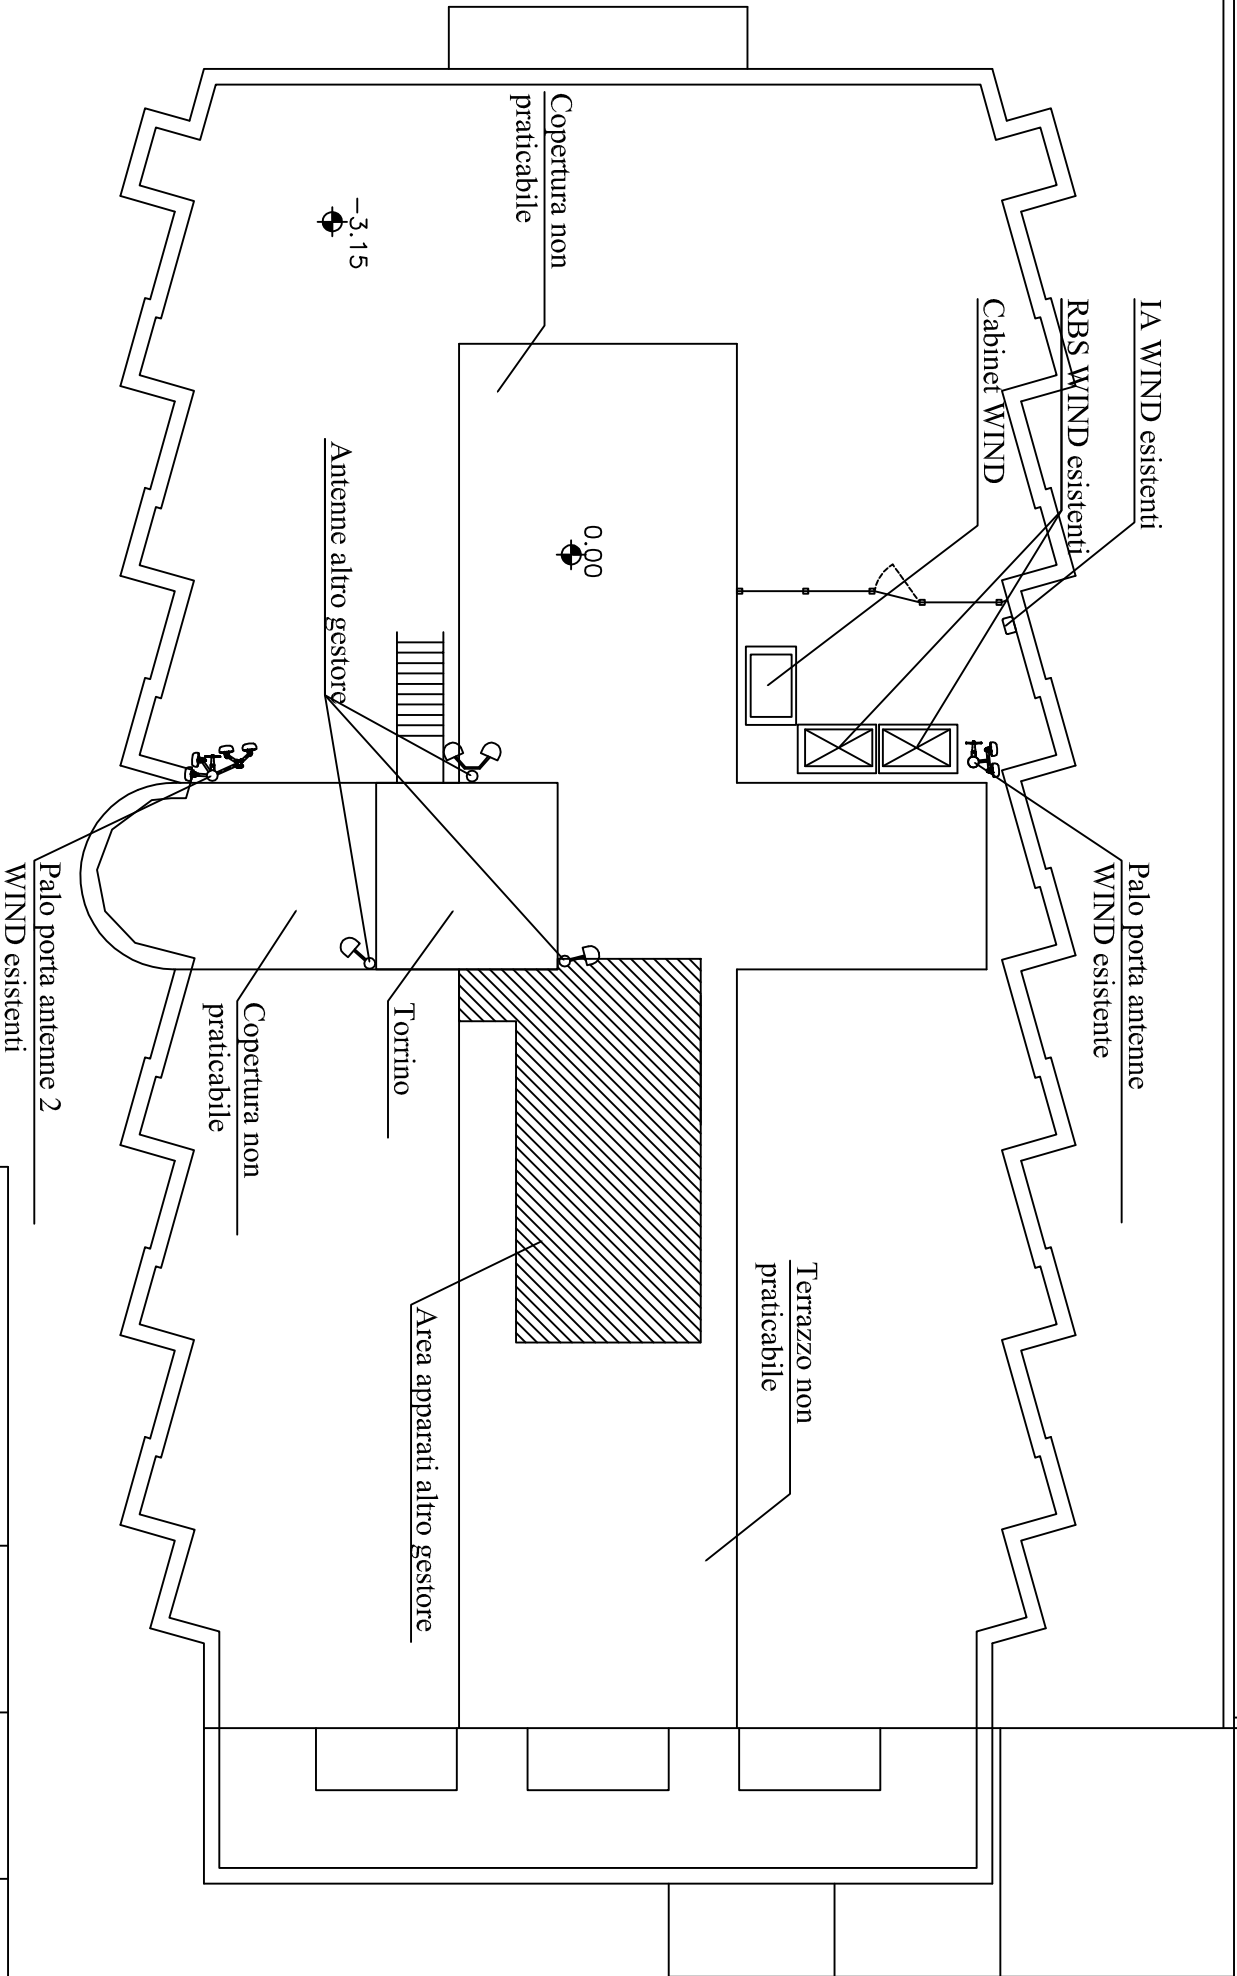 IA WIND esistenti
RBS WIND esistenti
Cabinet WIND
Copertura non
praticabile
-3.15
0.00
Antenne altro gestore
Palo porta antenne
WIND esistente
Terrazzo non
praticabile
Area apparati altro gestore
Torrino
Copertura non
praticabile
Palo porta antenne 2
WIND esistenti